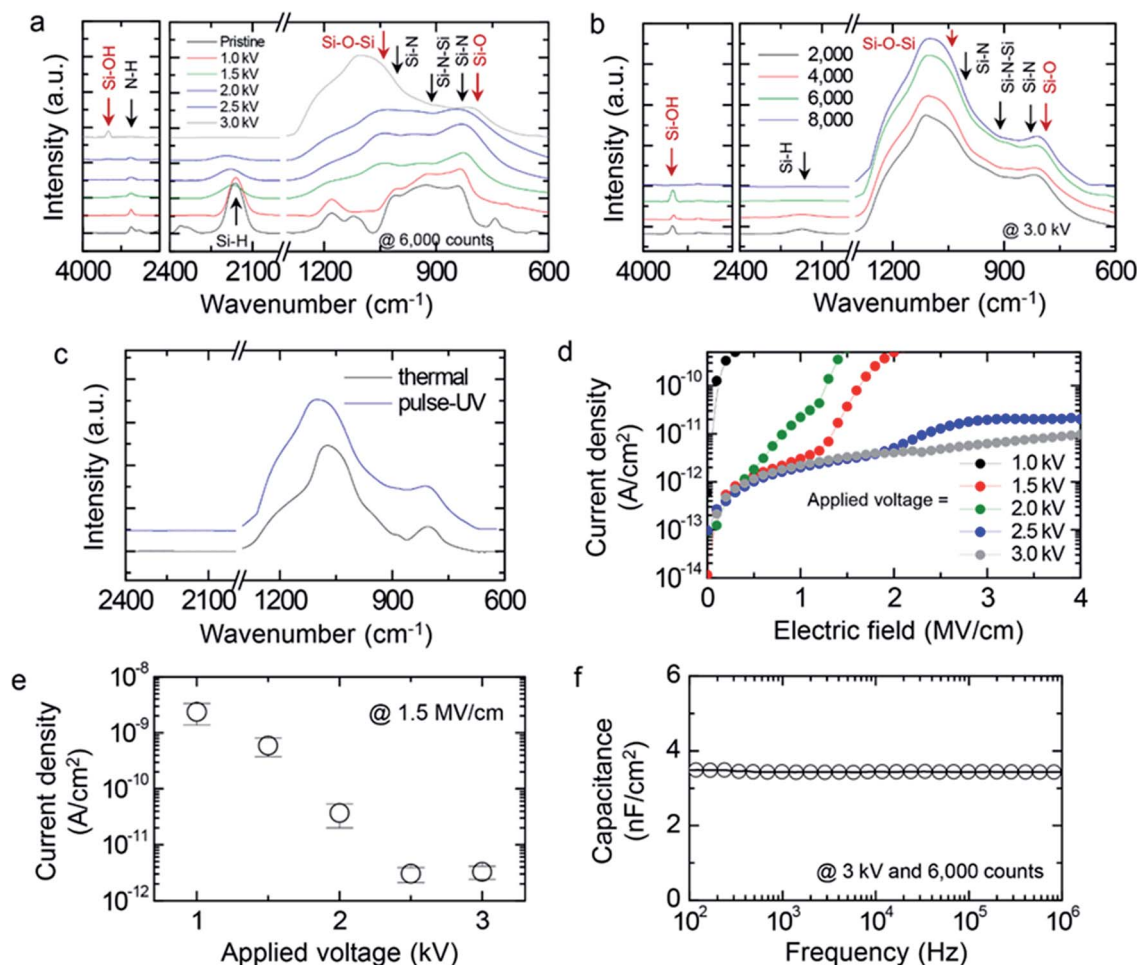 a
Intensity (a.u.)
Si-OH
N-H
Pristine
1.0 kV
1.5 kV
2.0 kV
2.5 kV
3.0 kV
Si-H
Si-O-Si
Si-N
Si-N-Si
Si-N
Si-O
@ 6,000 counts
4000 2400 2100 1200 900 600
Wavenumber (cm-1)
b
Intensity (a.u.)
Si-OH
2,000
4,000
6,000
8,000
Si-H
Si-O-Si
Si-N
Si-N-Si
Si-N
Si-O
@ 3.0 kV
4000 2400 2100 1200 900 600
Wavenumber (cm-1)
c
Intensity (a.u.)
thermal
pulse-UV
2400 2100 1200 900 600
Wavenumber (cm-1)
d
Current density
(A/cm2)
10-10
10-11
10-12
10-13
10-14
Applied voltage =
1.0 kV
1.5 kV
2.0 kV
2.5 kV
3.0 kV
0 1 2 3 4
Electric field (MV/cm)
e
Current density
(A/cm2)
10-8
10-9
10-10
10-11
10-12
@ 1.5 MV/cm
1 2 3
Applied voltage (kV)
f
Capacitance
(nF/cm2)
6
4
2
0
@ 3 kV and 6,000 counts
102 103 104 105 106
Frequency (Hz)